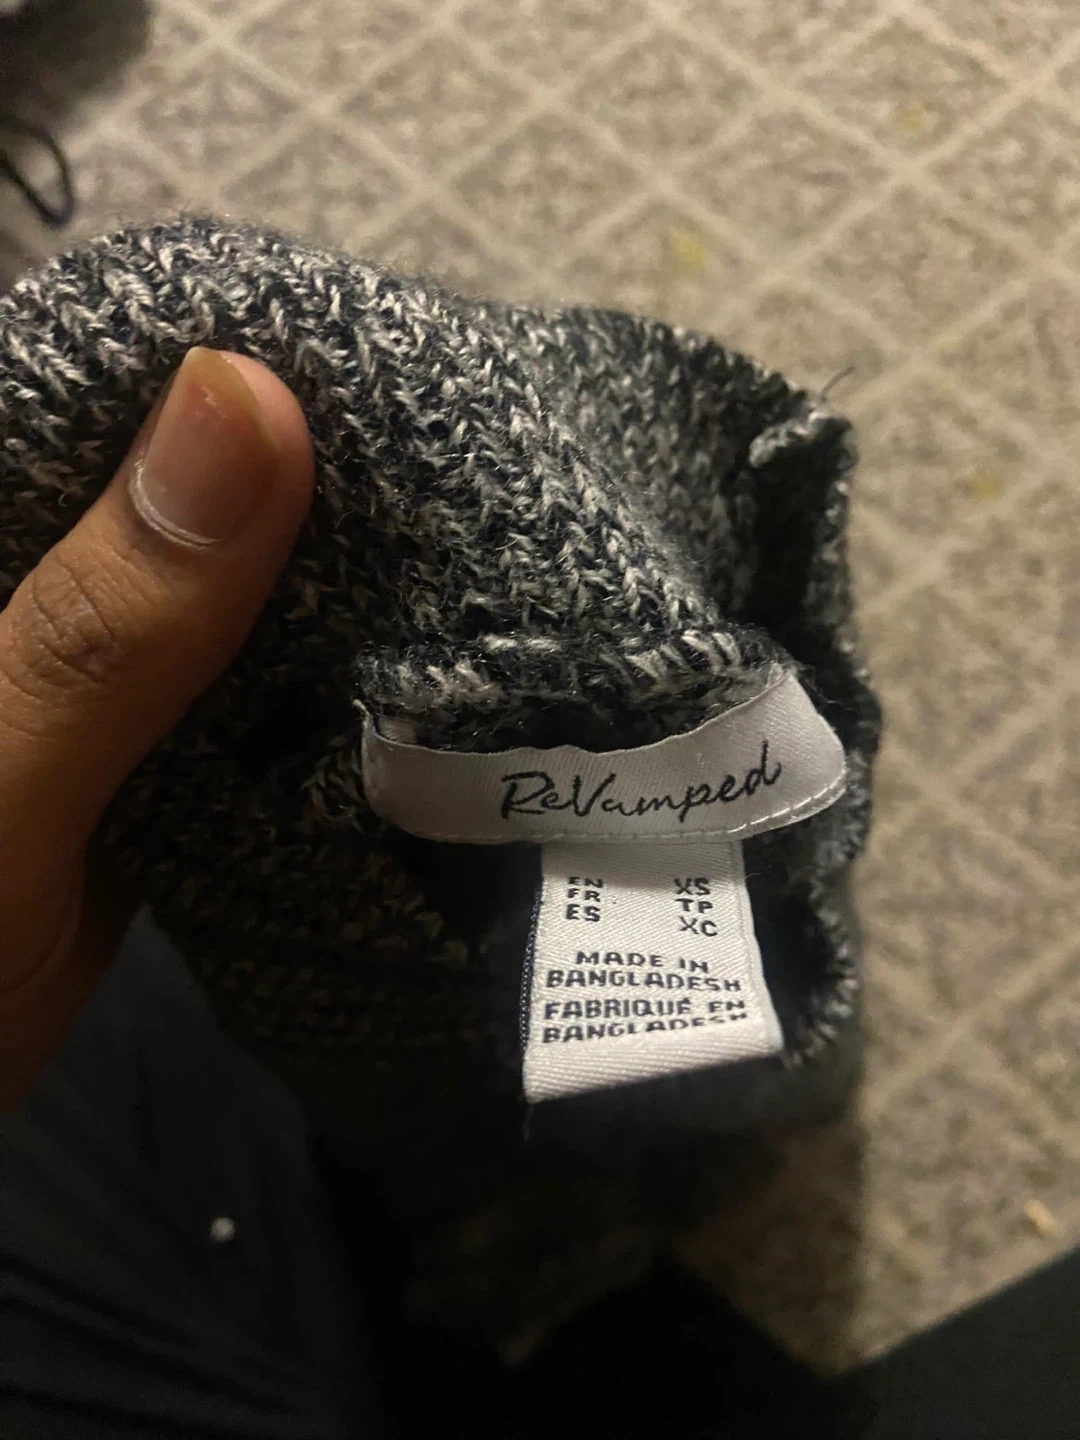 ReVamped
EN XS
FR TP
ES XC
MADE IN
BANGLADESH
FABRIQUÉ EN
BANGLADESH